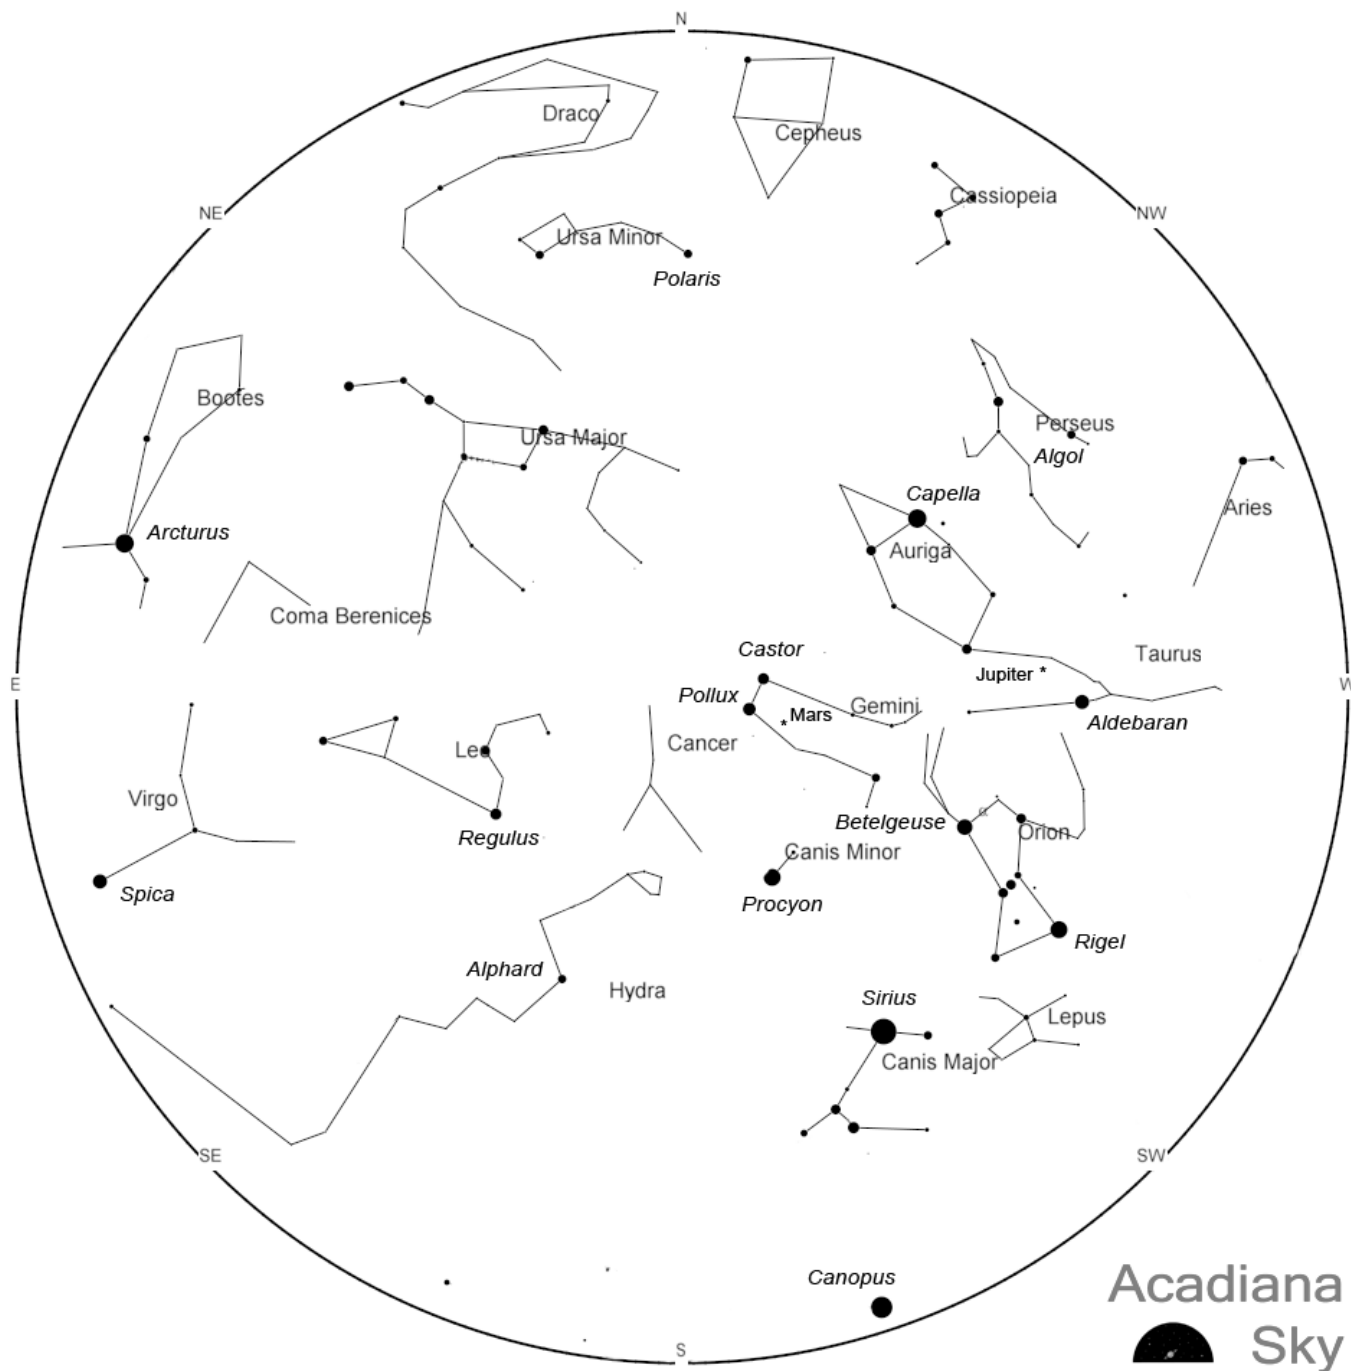 N
Draco
Cepheus
Cassiopeia
NE
NW
Ursa Minor
Polaris
Bootes
Perseus
Ursa Major
Algol
Capella
Aries
Arcturus
Auriga
Coma Berenices
Castor
Taurus
Jupiter *
E
W
Pollux
Gemini
* Mars
Aldebaran
Cancer
Leo
Virgo
α
Betelgeuse
Orion
Regulus
Canis Minor
Spica
Procyon
Rigel
Alphard
Hydra
Sirius
Lepus
Canis Major
SE
SW
Canopus
Acadiana
Sky
S